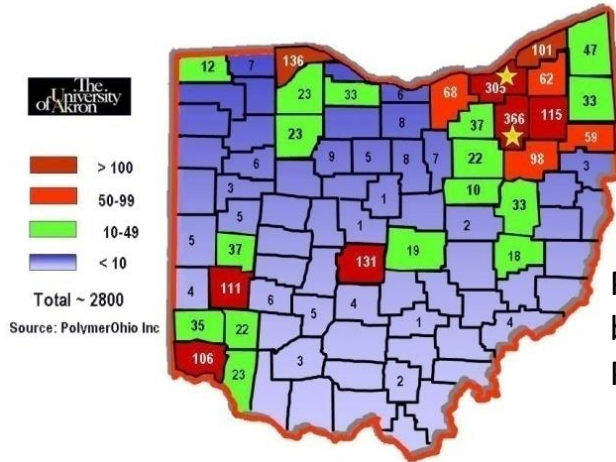 The
University
of Akron
> 100
50-99
10-49
< 10
Total ~ 2800
Source: PolymerOhio Inc
12 7 136 101 47
305 62
23 33 6 68
33
8 366 115
23 37 59
22 98 3
6 9 5 8 7
3 1 10 33
5 1 2
5 37 131 19 18
4 111 6 5 4
35 22 1 4
106 23 3 2